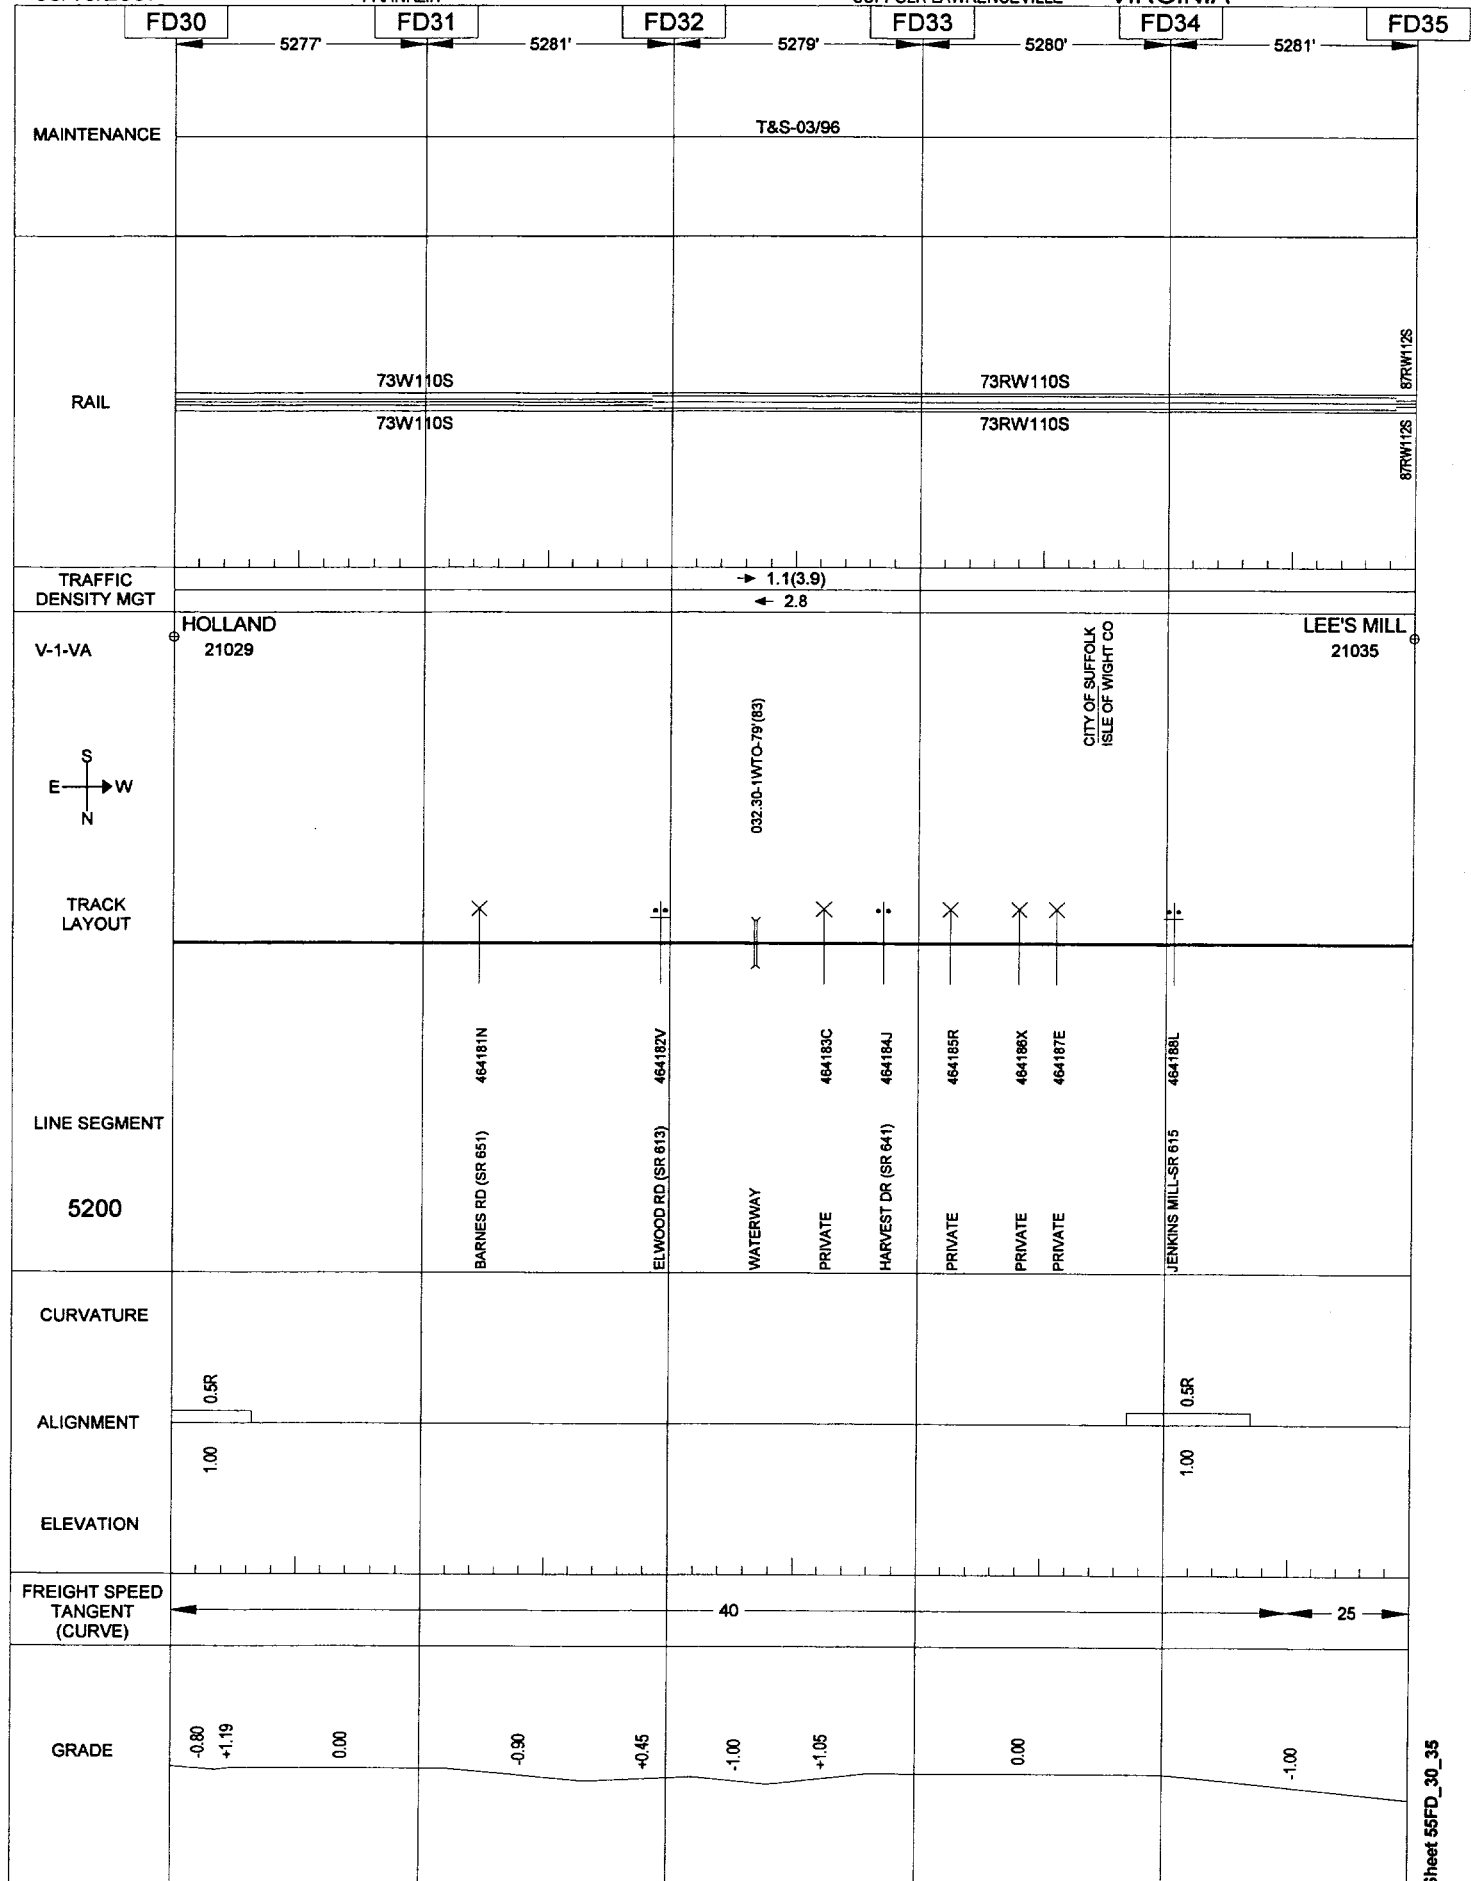 VIRGINIA
FD30 FD31 FD32 FD33 FD34 FD35
5277' 5281' 5279' 5280' 5281'
MAINTENANCE
T&S-03/96
RAIL
73W110S 73RW110S 87RW112S
73W110S 73RW110S 87RW112S
TRAFFIC
DENSITY MGT
1.1(3.9)
2.8
HOLLAND
21029
LEE'S MILL
21035
V-1-VA
CITY OF SUFFOLK
ISLE OF WIGHT CO
032.30-1WTO-79'(83)
S
E W
N
TRACK
LAYOUT
464181N
464182V
464183C
464184J
464185R
464186X
464187E
464188L
LINE SEGMENT
5200
BARNES RD (SR 651)
ELWOOD RD (SR 613)
WATERWAY
PRIVATE
HARVEST DR (SR 641)
PRIVATE
PRIVATE
PRIVATE
JENKINS MILL-SR 615
CURVATURE
0.5R 0.5R
ALIGNMENT
1.00 1.00
ELEVATION
FREIGHT SPEED
TANGENT
(CURVE)
40 25
GRADE
-0.80 +1.19 0.00 -0.90 +0.45 -1.00 +1.05 0.00 -1.00
Sheet 55FD_30_35